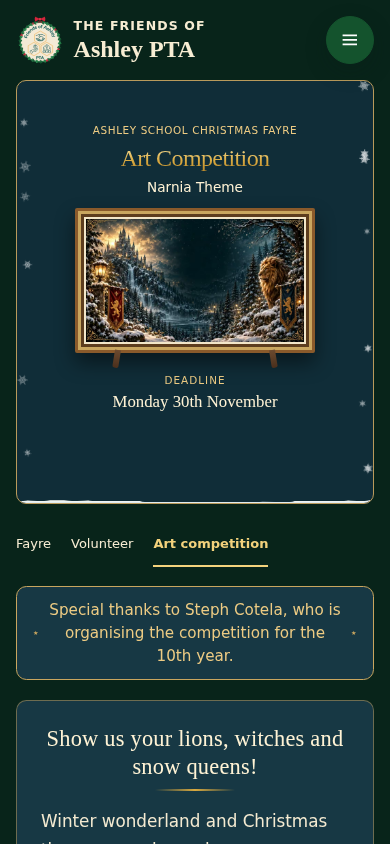 THE FRIENDS OF
Ashley PTA
ASHLEY SCHOOL CHRISTMAS FAYRE
Art Competition
Narnia Theme
DEADLINE
Monday 30th November
Fayre
Volunteer
Art competition
Special thanks to Steph Cotela, who is
organising the competition for the
10th year.
Show us your lions, witches and
snow queens!
Winter wonderland and Christmas